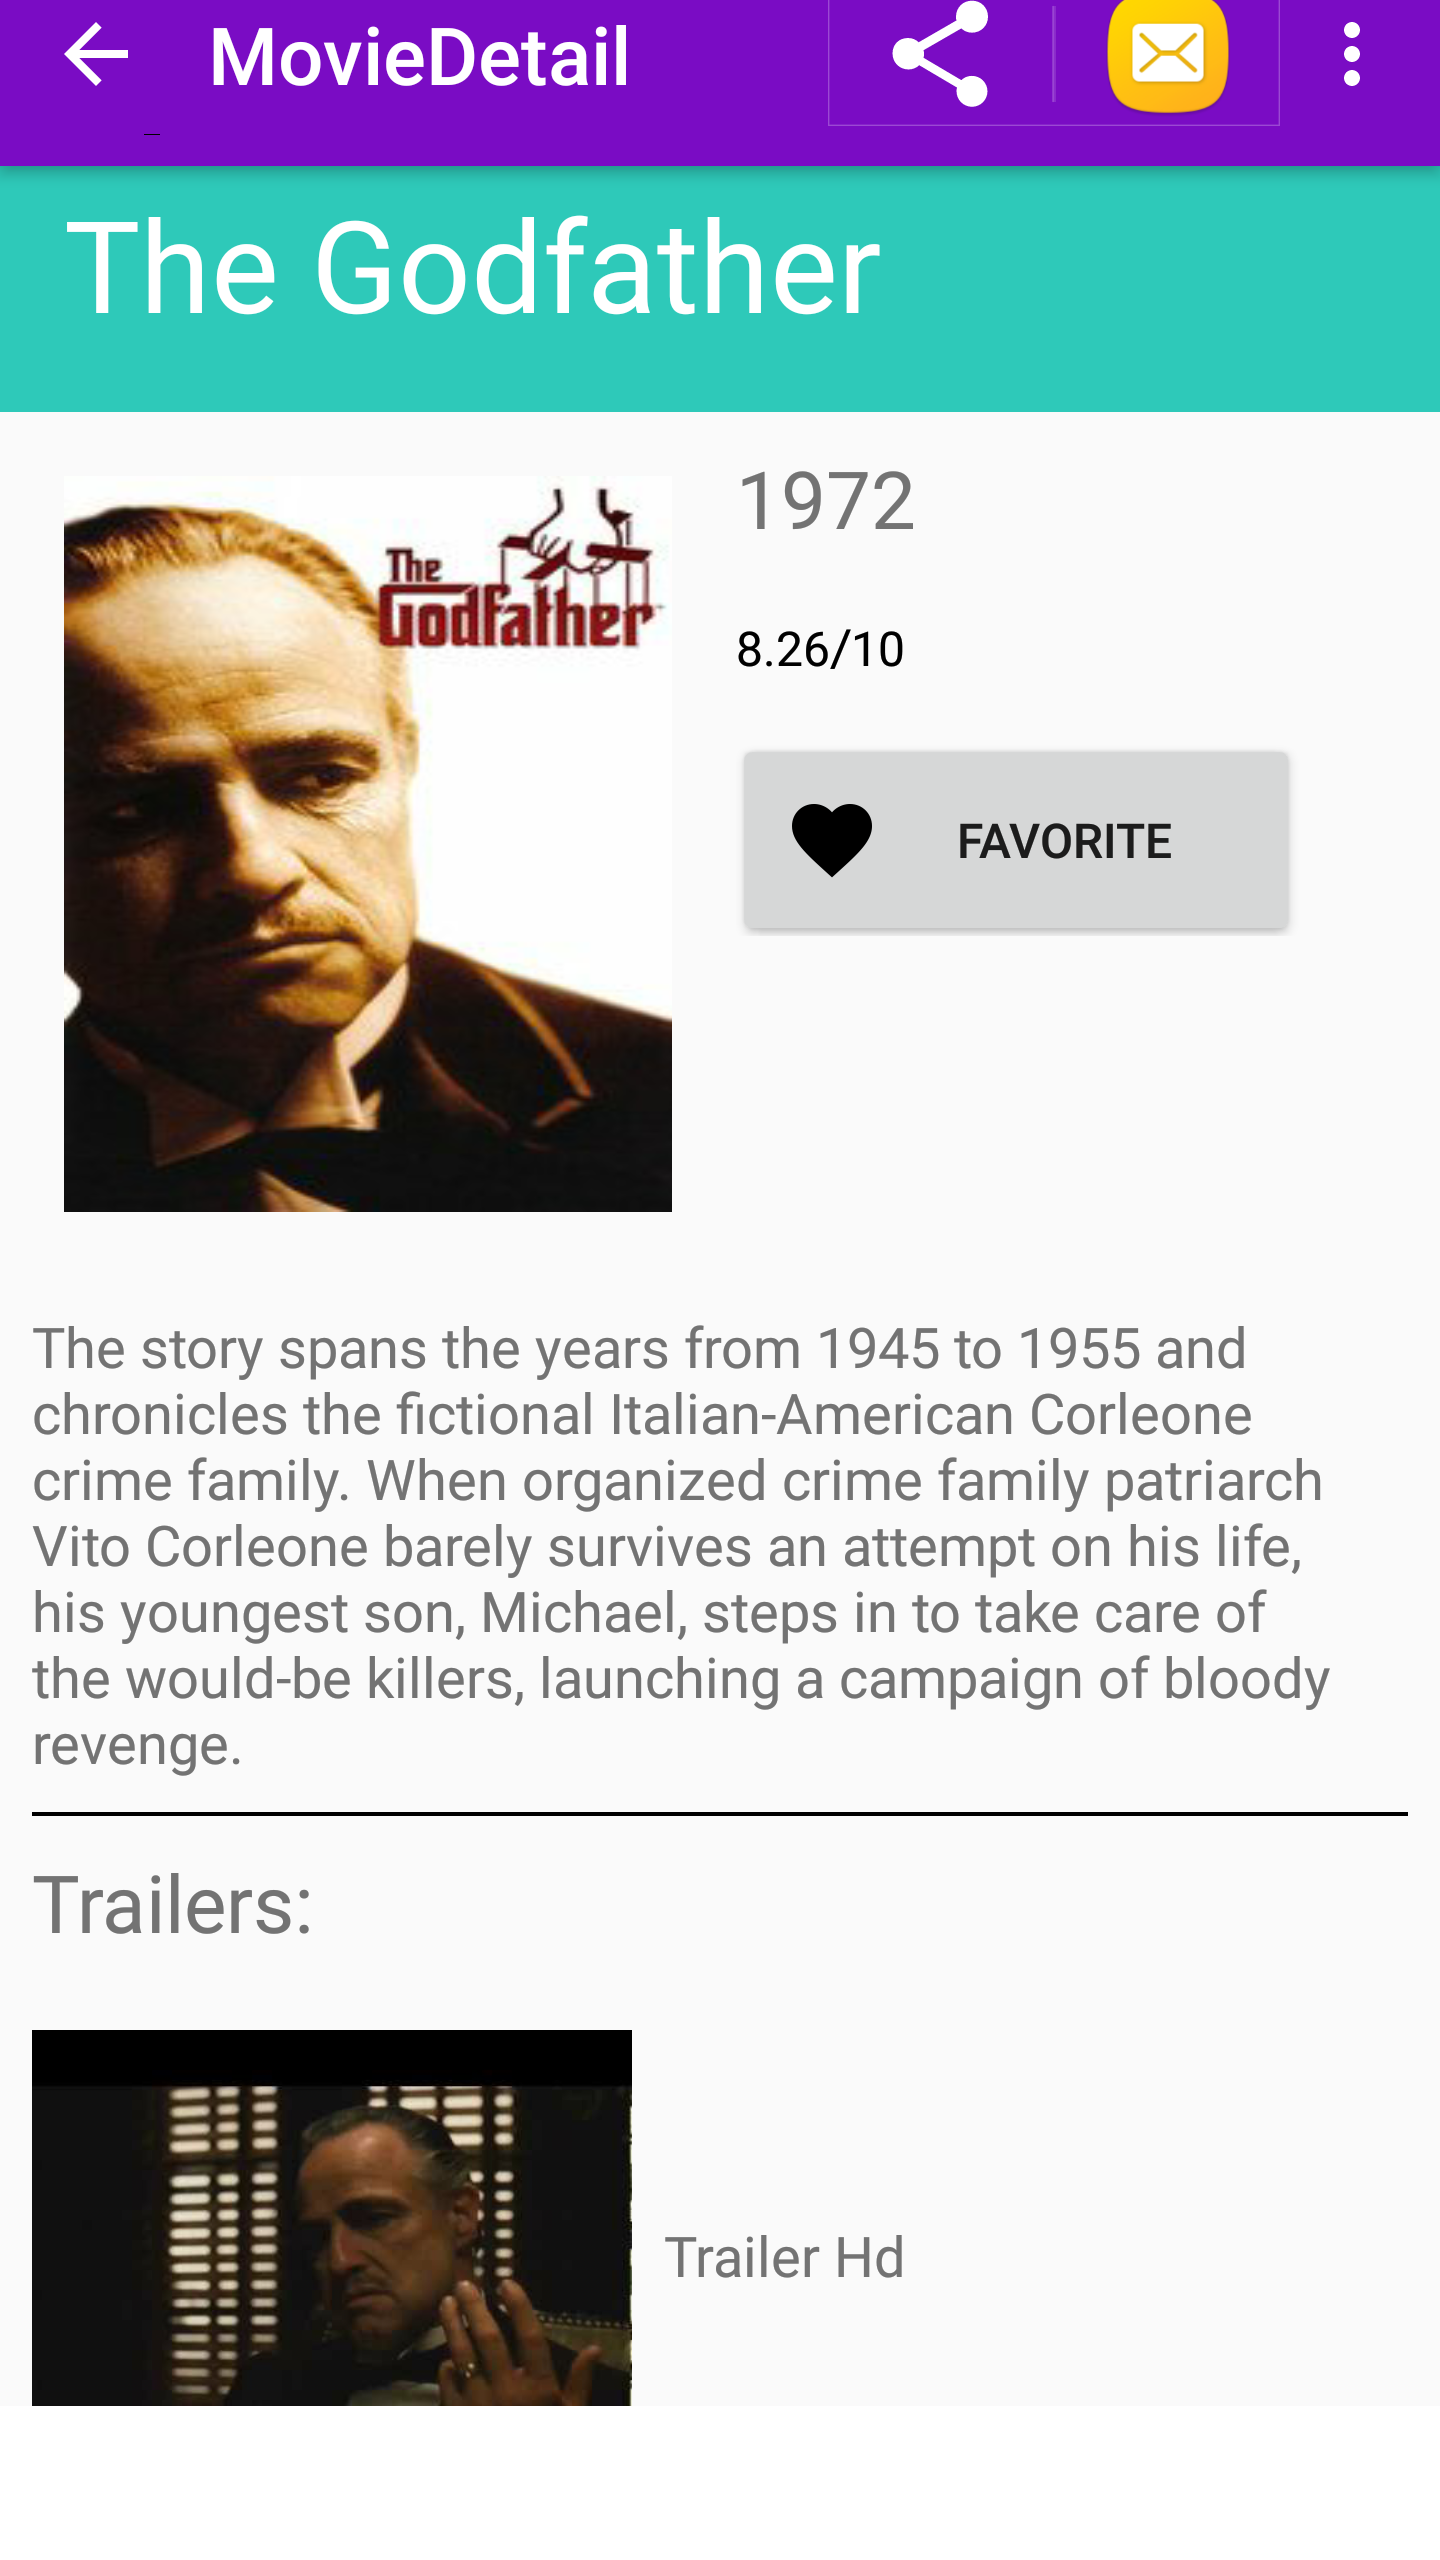 MovieDetail
The Godfather
The
Godfather
1972
8.26/10
FAVORITE
The story spans the years from 1945 to 1955 and
chronicles the fictional Italian-American Corleone
crime family. When organized crime family patriarch
Vito Corleone barely survives an attempt on his life,
his youngest son, Michael, steps in to take care of
the would-be killers, launching a campaign of bloody
revenge.
Trailers:
Trailer Hd